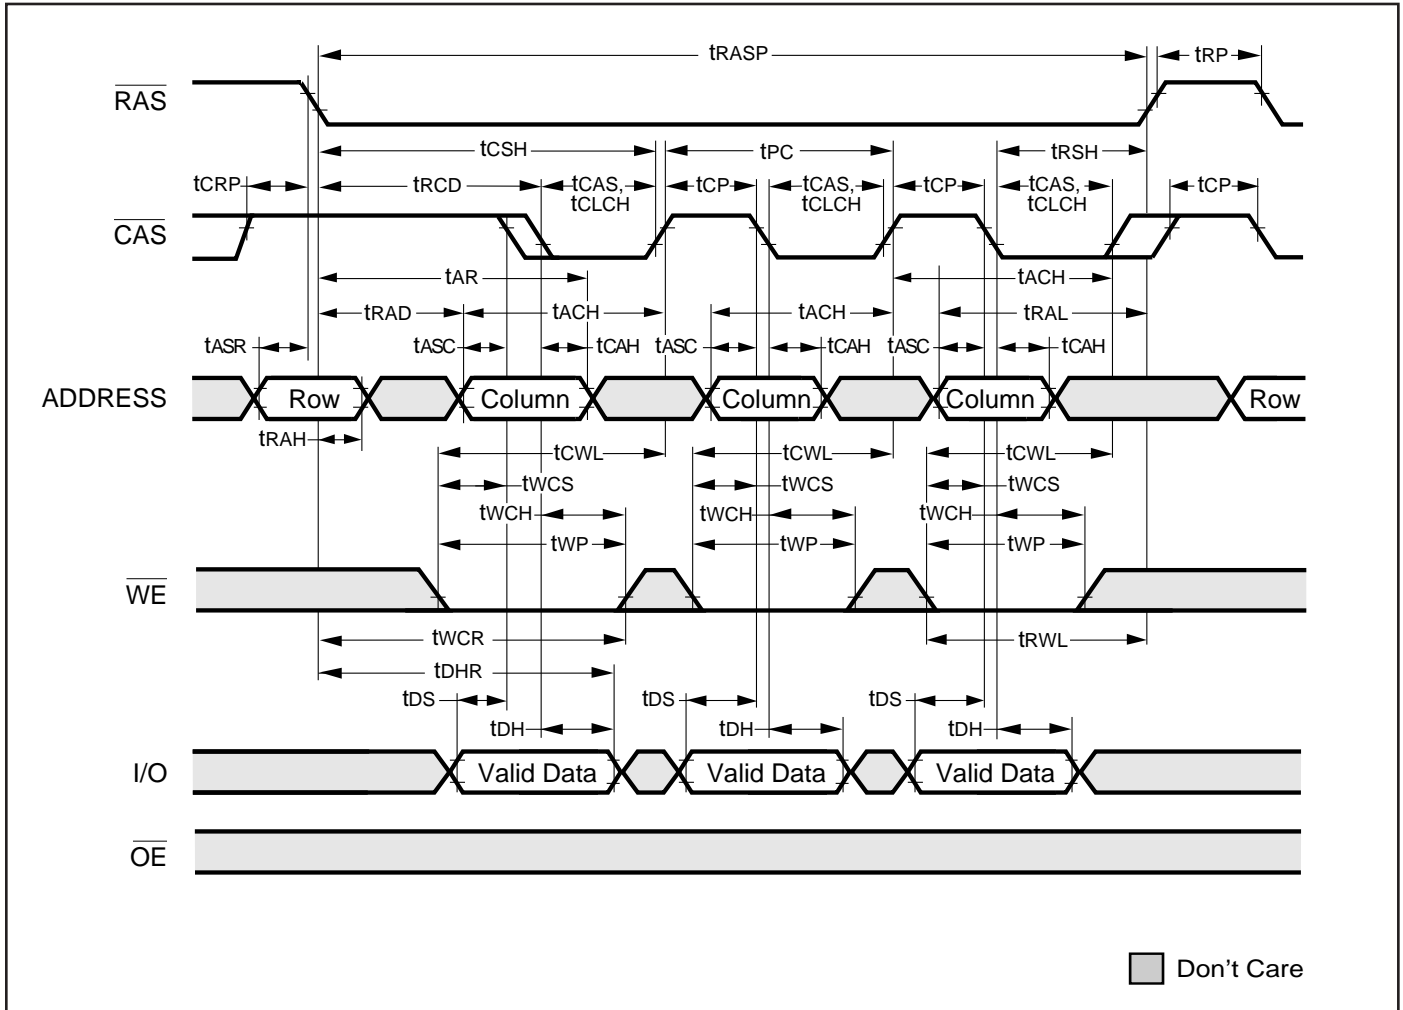 tRASP
tRP
RAS
tCSH
tPC
tRSH
tCRP
tRCD
tCAS,
tCLCH
tCP
tCAS,
tCLCH
tCP
tCAS,
tCLCH
tCP
CAS
tAR
tACH
tRAD
tACH
tACH
tRAL
tASR
tASC
tCAH
tASC
tCAH
tASC
tCAH
ADDRESS
Row
Column
Column
Column
Row
tRAH
tCWL
tCWL
tCWL
tWCS
tWCS
tWCS
tWCH
tWCH
tWCH
tWP
tWP
tWP
WE
tWCR
tRWL
tDHR
tDS
tDS
tDS
tDH
tDH
tDH
I/O
Valid Data
Valid Data
Valid Data
OE
Don't Care